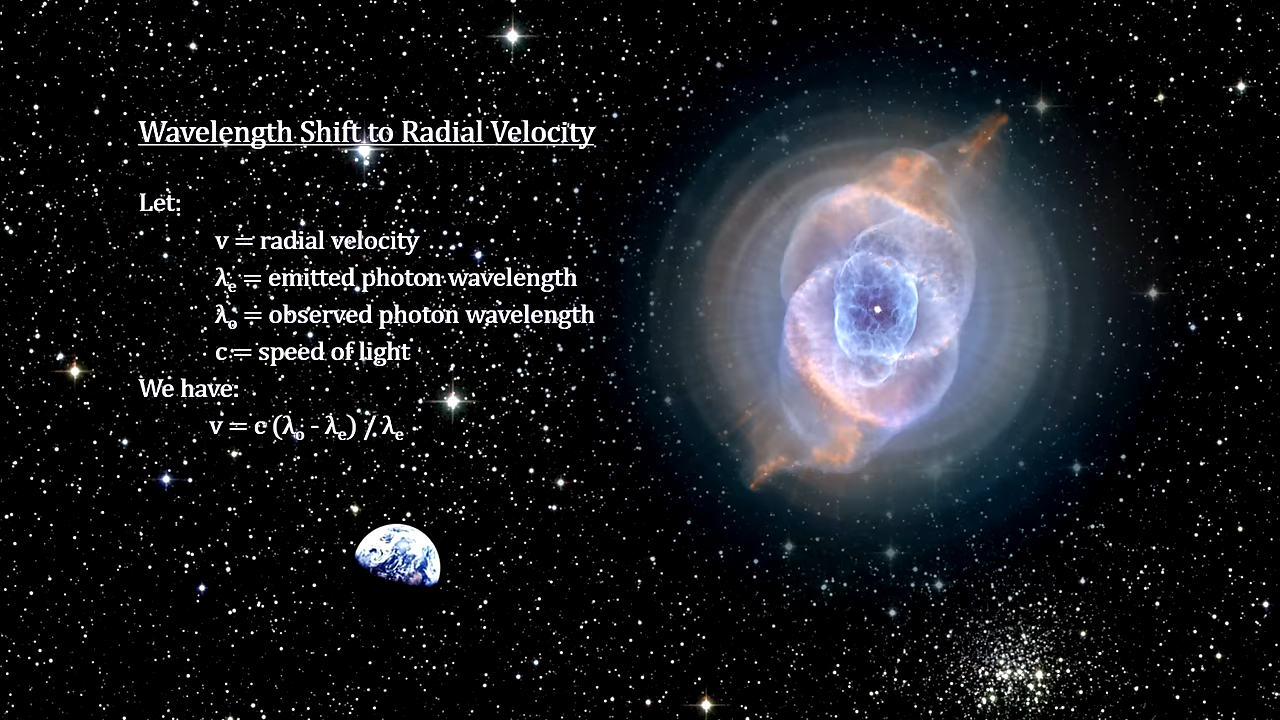 Wavelength Shift to Radial Velocity
Let:
v = radial velocity
λₑ = emitted photon wavelength
λₒ = observed photon wavelength
c = speed of light
We have:
v = c (λₒ - λₑ) / λₑ